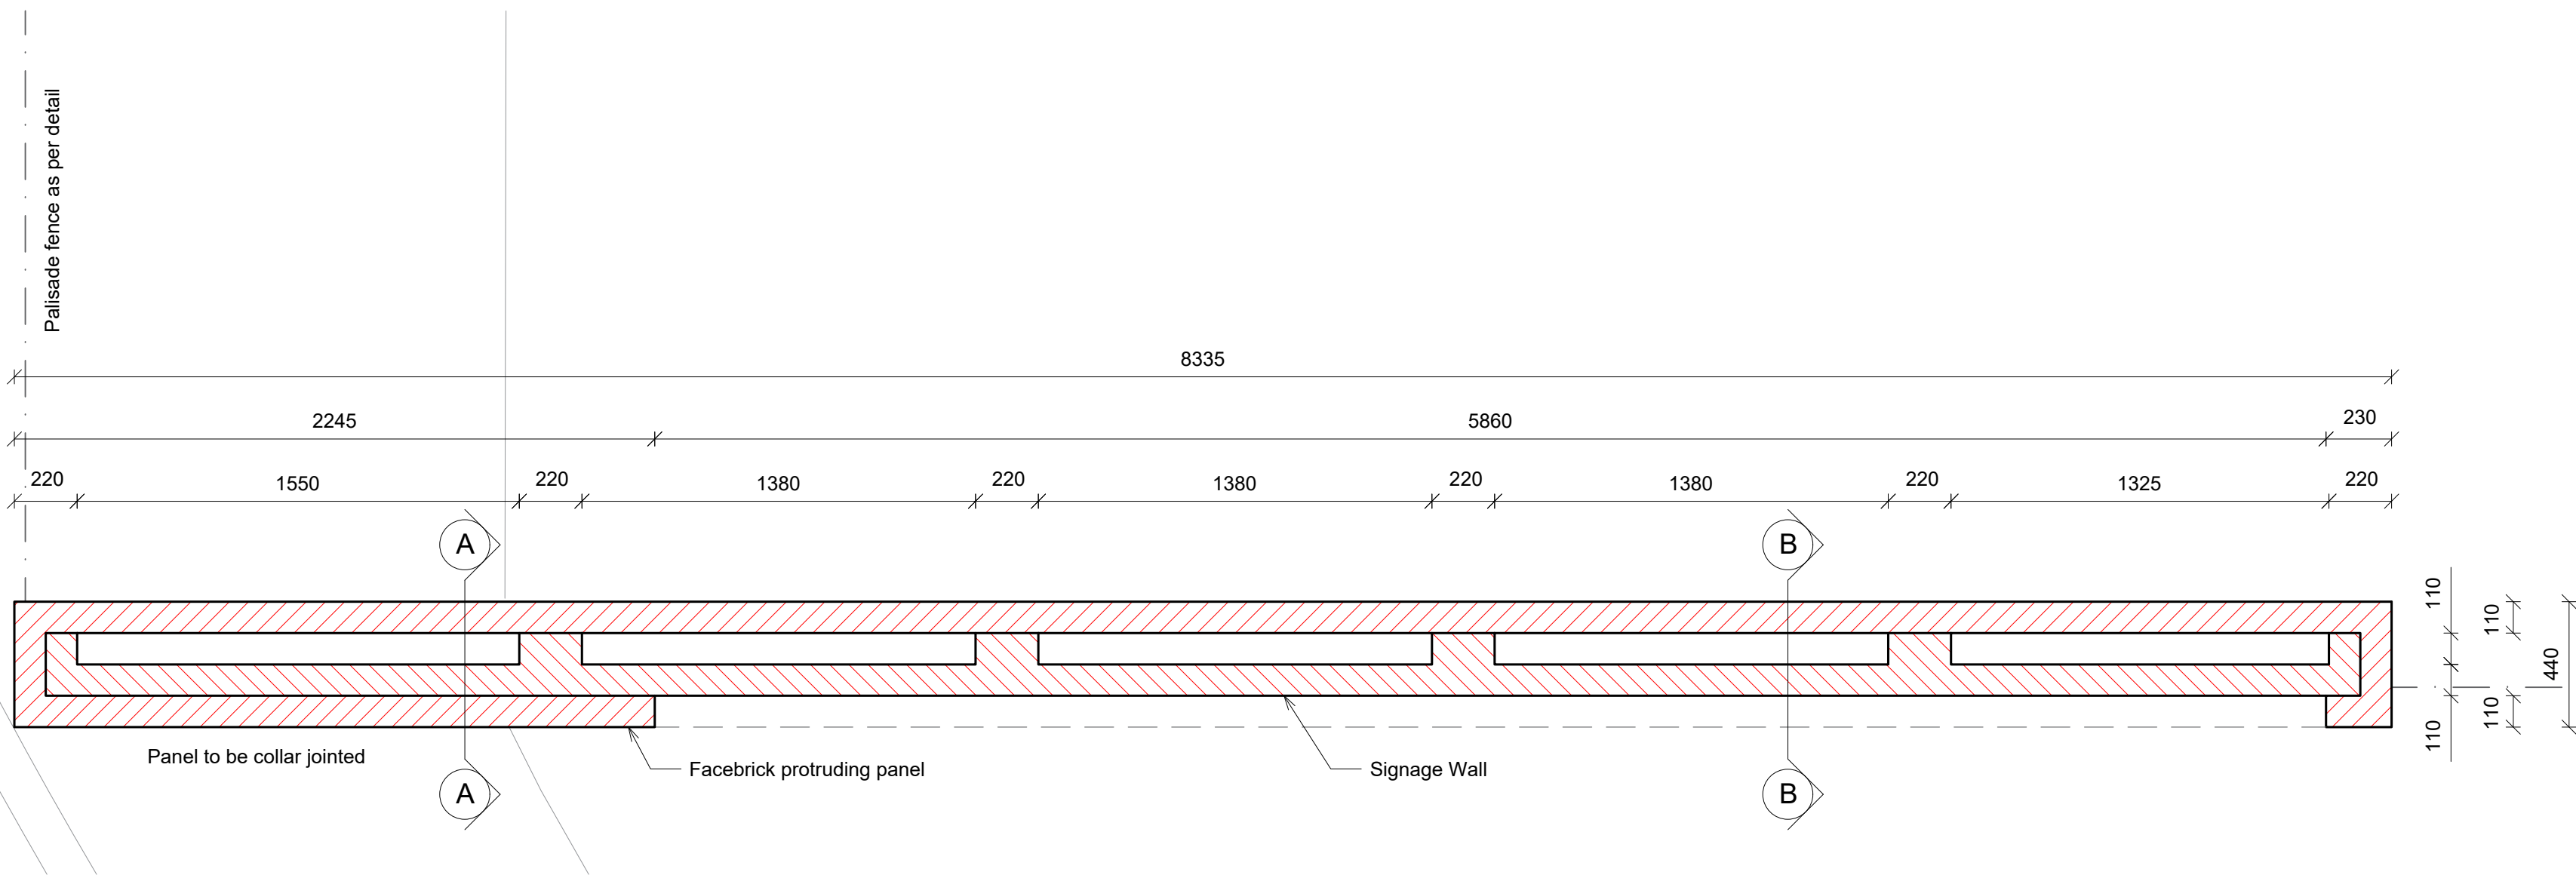 Palisade fence as per detail
8335
2245 5860 230
220 1550 220 1380 220 1380 220 1380 220 1325 220
A B
110 110
440
110 110
Panel to be collar jointed
Facebrick protruding panel
Signage Wall
A B